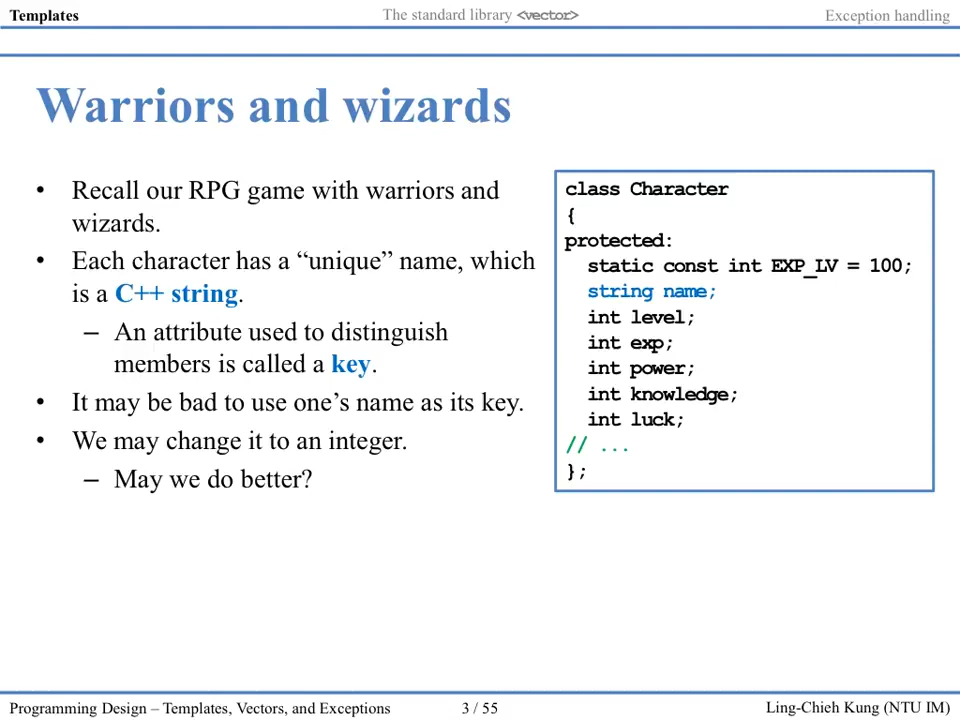 Templates
The standard library <vector>
Exception handling
Warriors and wizards
• Recall our RPG game with warriors and
wizards.
• Each character has a “unique” name, which
is a C++ string.
– An attribute used to distinguish
members is called a key.
• It may be bad to use one’s name as its key.
• We may change it to an integer.
– May we do better?
class Character
{
protected:
  static const int EXP_LV = 100;
  string name;
  int level;
  int exp;
  int power;
  int knowledge;
  int luck;
// ...
};
Programming Design – Templates, Vectors, and Exceptions
3 / 55
Ling-Chieh Kung (NTU IM)